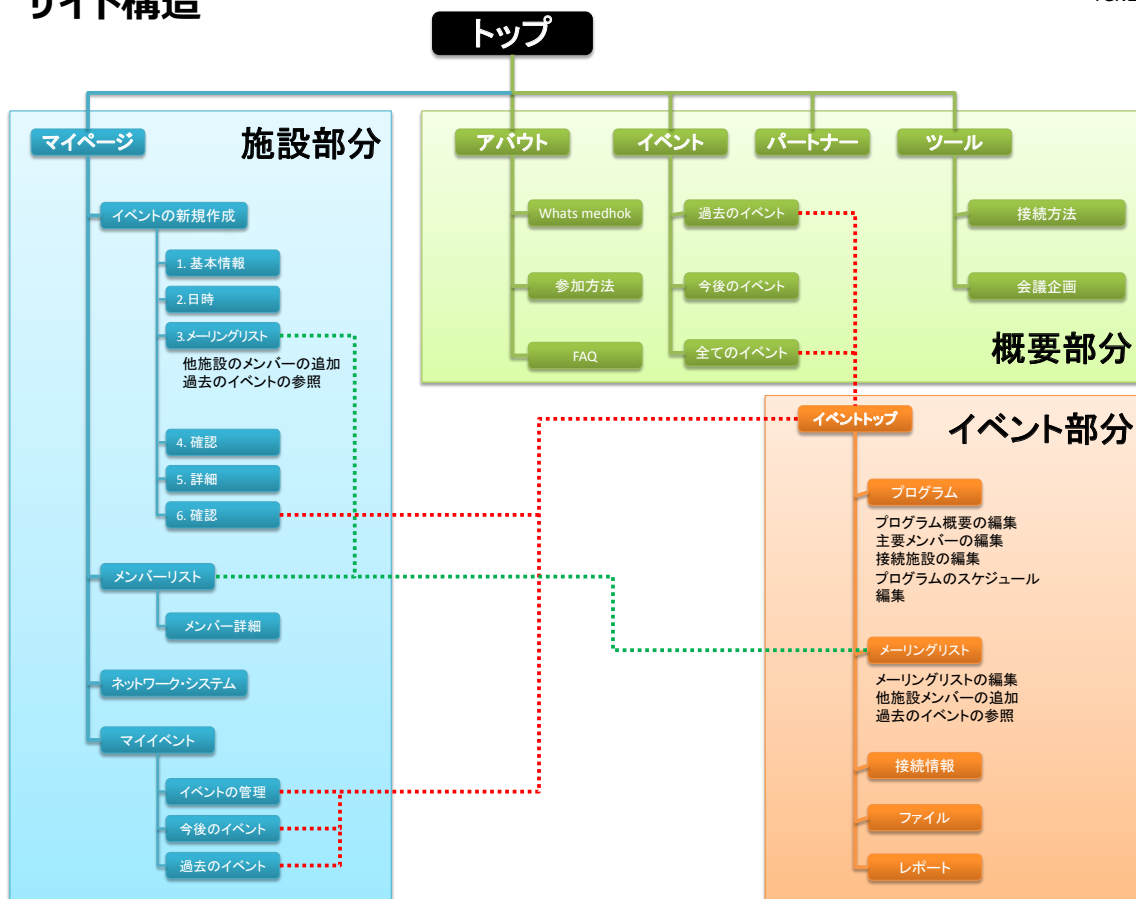 サイト構造
トップ
マイページ
施設部分
イベントの新規作成
1. 基本情報
2.日時
3.メーリングリスト
他施設のメンバーの追加
過去のイベントの参照
4. 確認
5. 詳細
6. 確認
メンバーリスト
メンバー詳細
ネットワーク・システム
マイイベント
イベントの管理
今後のイベント
過去のイベント
アバウト
イベント
パートナー
ツール
Whats medhok
過去のイベント
接続方法
参加方法
今後のイベント
会議企画
FAQ
全てのイベント
概要部分
イベントトップ
イベント部分
プログラム
プログラム概要の編集
主要メンバーの編集
接続施設の編集
プログラムのスケジュール
編集
メーリングリスト
メーリングリストの編集
他施設メンバーの追加
過去のイベントの参照
接続情報
ファイル
レポート